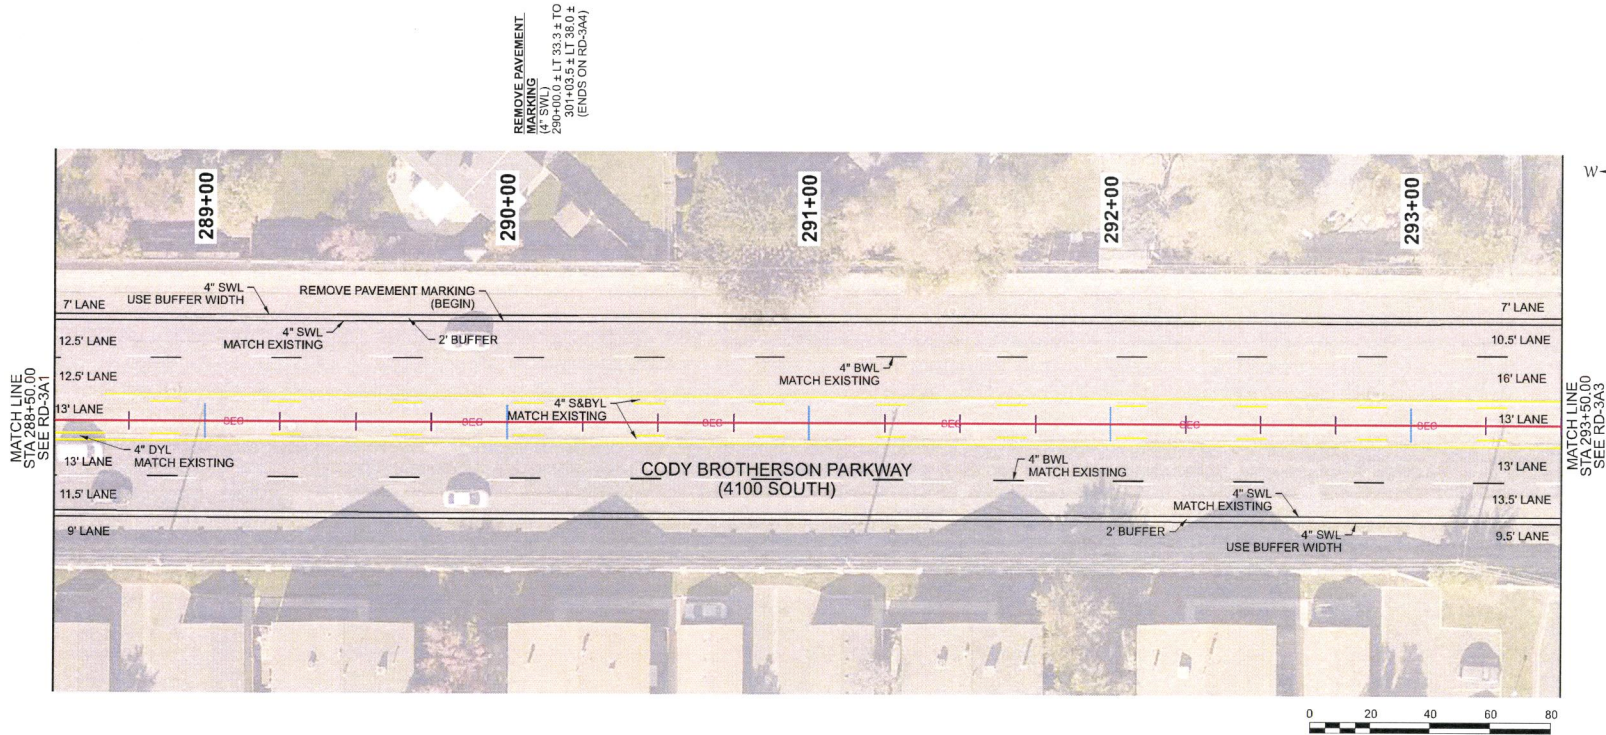 REMOVE PAVEMENT
MARKING
(4" SWL)
290+00.0 ± LT 33.3 ± TO
301+03.5 ± LT 38.0 ±
(ENDS ON RD-3A4)
W
289+00
290+00
291+00
292+00
293+00
4" SWL
USE BUFFER WIDTH
REMOVE PAVEMENT MARKING
(BEGIN)
7' LANE
7' LANE
4" SWL
MATCH EXISTING
2' BUFFER
12.5' LANE
10.5' LANE
4" BWL
MATCH EXISTING
12.5' LANE
16' LANE
MATCH LINE
STA 288+50.00
SEE RD-3A1
MATCH LINE
STA 293+50.00
SEE RD-3A3
4" S&BYL
MATCH EXISTING
13' LANE
13' LANE
4" DYL
MATCH EXISTING
13' LANE
13' LANE
CODY BROTHERSON PARKWAY
(4100 SOUTH)
4" BWL
MATCH EXISTING
11.5' LANE
13.5' LANE
4" SWL
MATCH EXISTING
9' LANE
2' BUFFER
4" SWL
USE BUFFER WIDTH
9.5' LANE
0 20 40 60 80